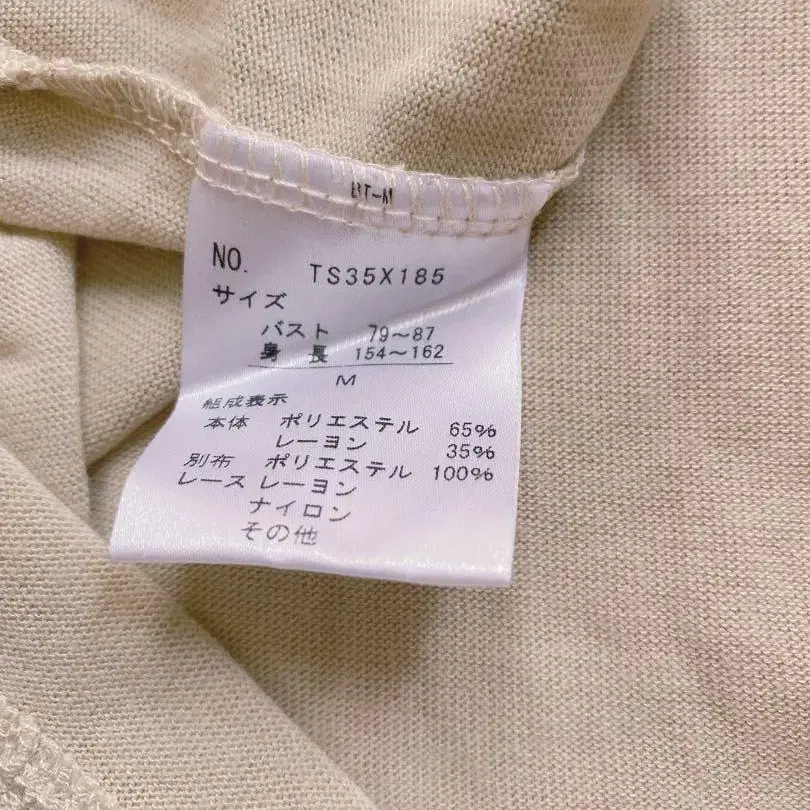 NO. TS35X185
サイズ
バスト 79～87
身長 154～162
M
組成表示
本体 ポリエステル 65%
レーヨン 35%
別布 ポリエステル 100%
レース レーヨン
ナイロン
その他